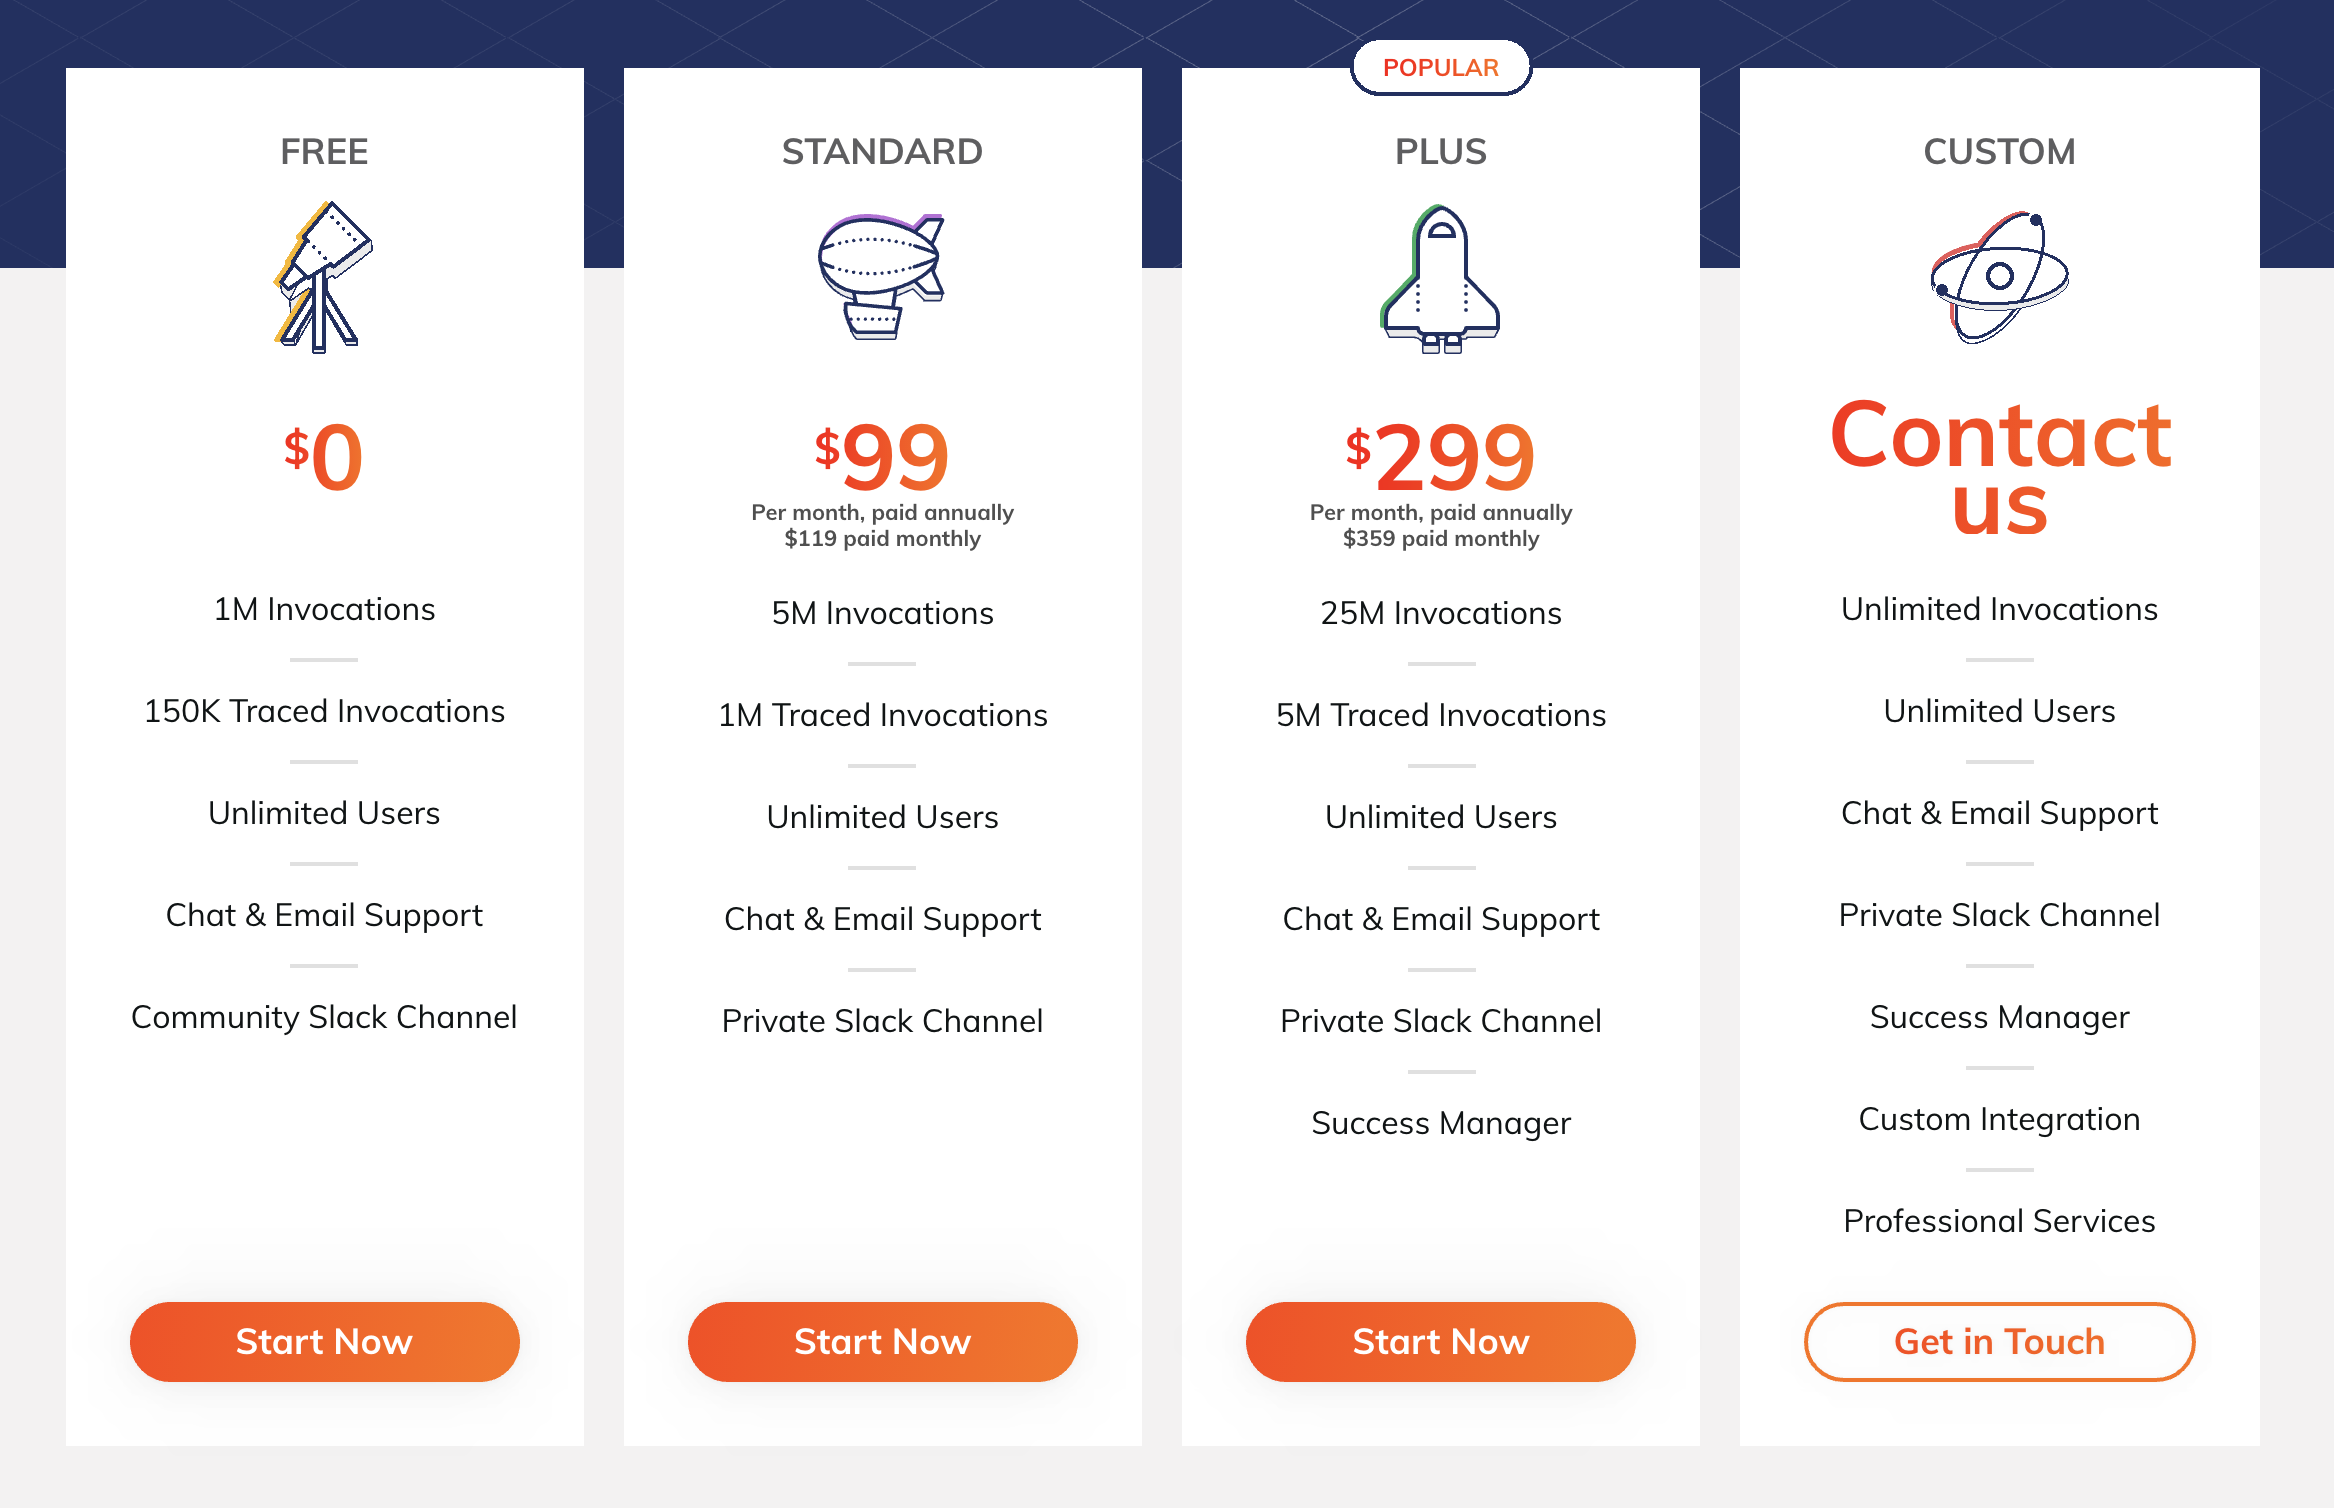 FREE
$0
1M Invocations
150K Traced Invocations
Unlimited Users
Chat & Email Support
Community Slack Channel
Start Now
STANDARD
$99
Per month, paid annually
$119 paid monthly
5M Invocations
1M Traced Invocations
Unlimited Users
Chat & Email Support
Private Slack Channel
Start Now
POPULAR
PLUS
$299
Per month, paid annually
$359 paid monthly
25M Invocations
5M Traced Invocations
Unlimited Users
Chat & Email Support
Private Slack Channel
Success Manager
Start Now
CUSTOM
Contact
us
Unlimited Invocations
Unlimited Users
Chat & Email Support
Private Slack Channel
Success Manager
Custom Integration
Professional Services
Get in Touch